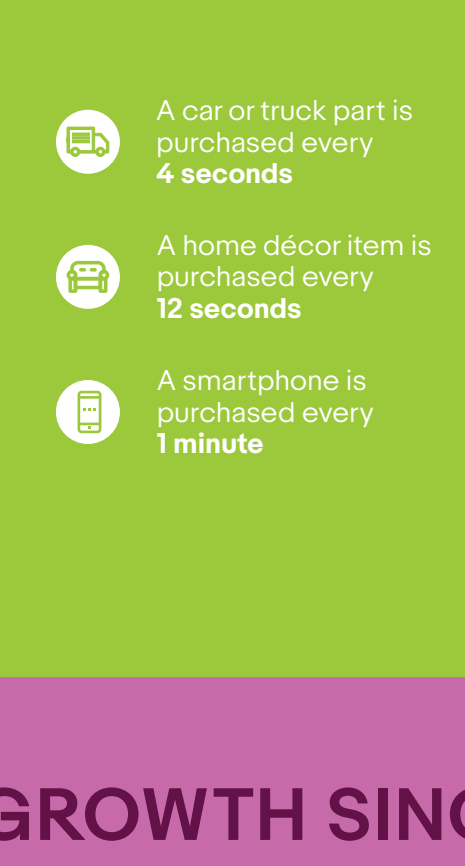 A car or truck part is
purchased every
4 seconds
A home décor item is
purchased every
12 seconds
A smartphone is
purchased every
1 minute
GROWTH